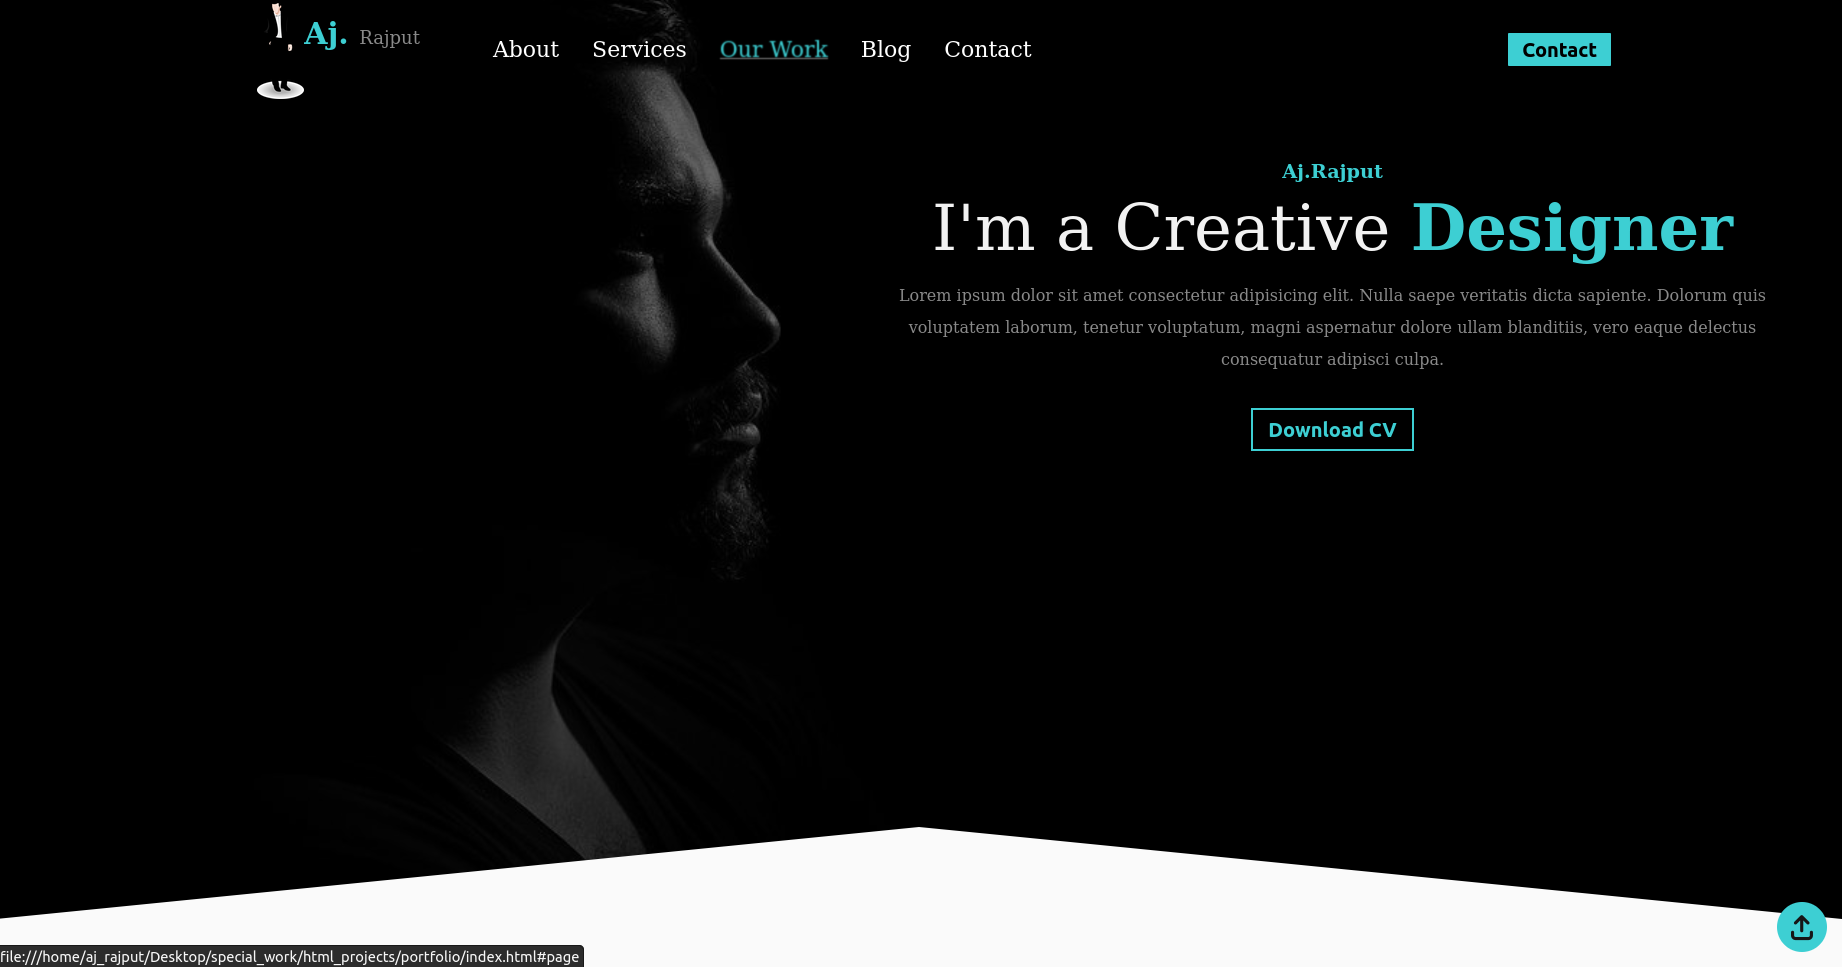 Aj. Rajput
About Services Our Work Blog Contact
Contact
Aj.Rajput
I'm a Creative Designer
Lorem ipsum dolor sit amet consectetur adipisicing elit. Nulla saepe veritatis dicta sapiente. Dolorum quis
voluptatem laborum, tenetur voluptatum, magni aspernatur dolore ullam blanditiis, vero eaque delectus
consequatur adipisci culpa.
Download CV
file:///home/aj_rajput/Desktop/special_work/html_projects/portfolio/index.html#page